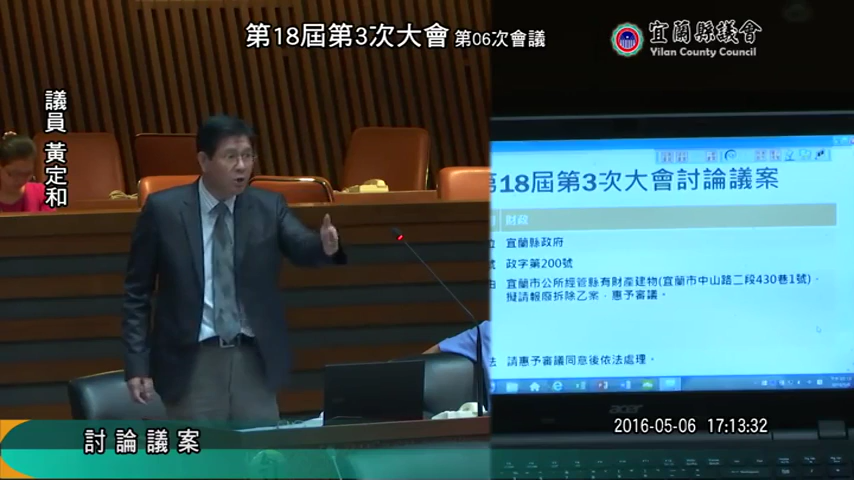 第18屆第3次大會 第06次會議
宜蘭縣議會
Yilan County Council
議員 黃定和
第18屆第3次大會討論議案
財政
宜蘭縣政府
政字第200號
宜蘭市公所經管縣有財產建物(宜蘭市中山路二段430巷1號)，
擬請報廢拆除乙案，惠予審議。
請惠予審議同意後依法處理。
acer
2016-05-06 17:13:32
討論議案